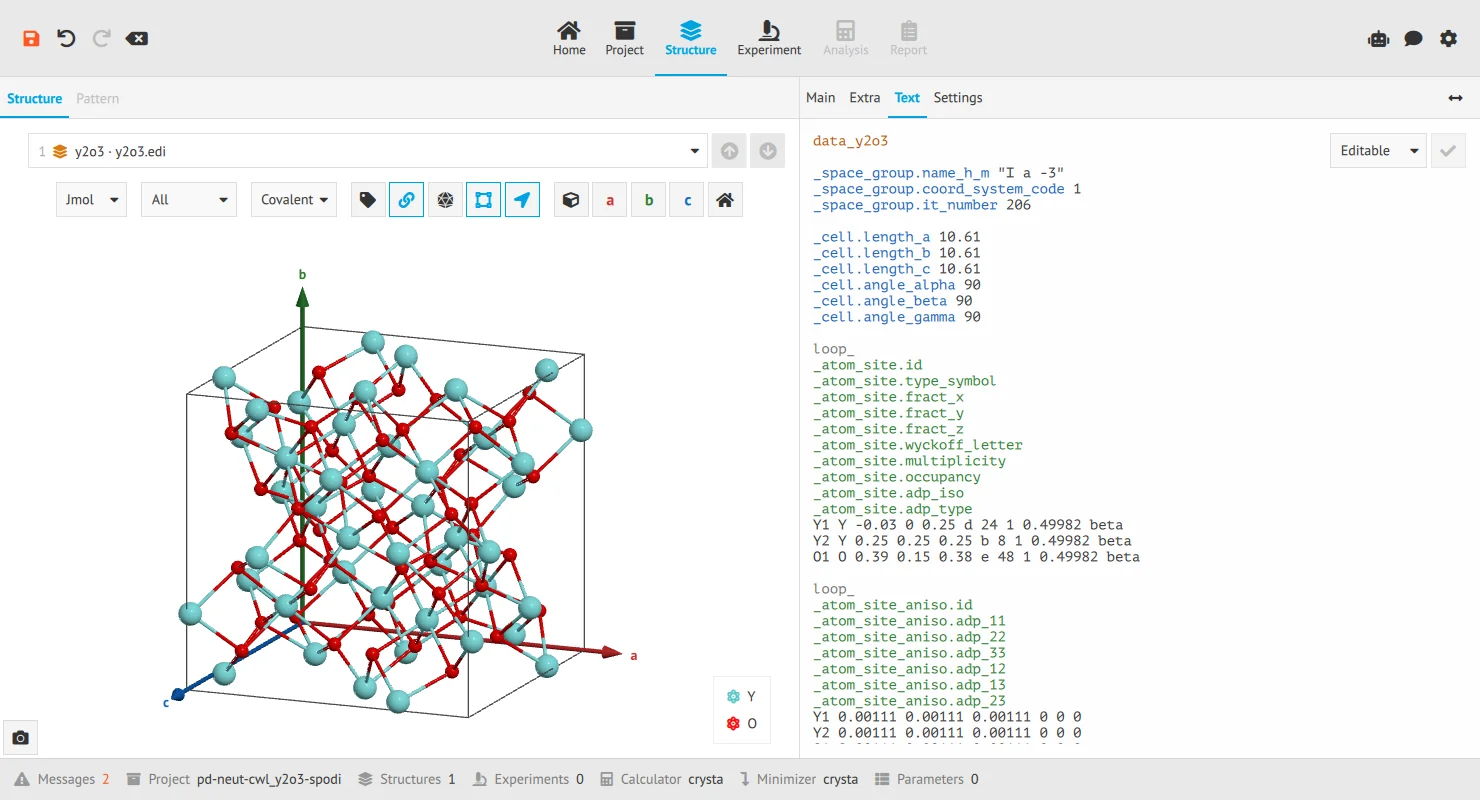 Home
Project
Structure
Experiment
Analysis
Report
Structure
Pattern
1 y2o3 · y2o3.edi
Jmol
All
Covalent
a
b
c
b
a
c
Y
O
Main
Extra
Text
Settings
Editable
data_y2o3
_space_group.name_h_m "I a -3"
_space_group.coord_system_code 1
_space_group.it_number 206
_cell.length_a 10.61
_cell.length_b 10.61
_cell.length_c 10.61
_cell.angle_alpha 90
_cell.angle_beta 90
_cell.angle_gamma 90
loop_
_atom_site.id
_atom_site.type_symbol
_atom_site.fract_x
_atom_site.fract_y
_atom_site.fract_z
_atom_site.wyckoff_letter
_atom_site.multiplicity
_atom_site.occupancy
_atom_site.adp_iso
_atom_site.adp_type
Y1 Y -0.03 0 0.25 d 24 1 0.49982 beta
Y2 Y 0.25 0.25 0.25 b 8 1 0.49982 beta
O1 O 0.39 0.15 0.38 e 48 1 0.49982 beta
loop_
_atom_site_aniso.id
_atom_site_aniso.adp_11
_atom_site_aniso.adp_22
_atom_site_aniso.adp_33
_atom_site_aniso.adp_12
_atom_site_aniso.adp_13
_atom_site_aniso.adp_23
Y1 0.00111 0.00111 0.00111 0 0 0
Y2 0.00111 0.00111 0.00111 0 0 0
Messages 2
Project pd-neut-cwl_y2o3-spodi
Structures 1
Experiments 0
Calculator crysta
Minimizer crysta
Parameters 0